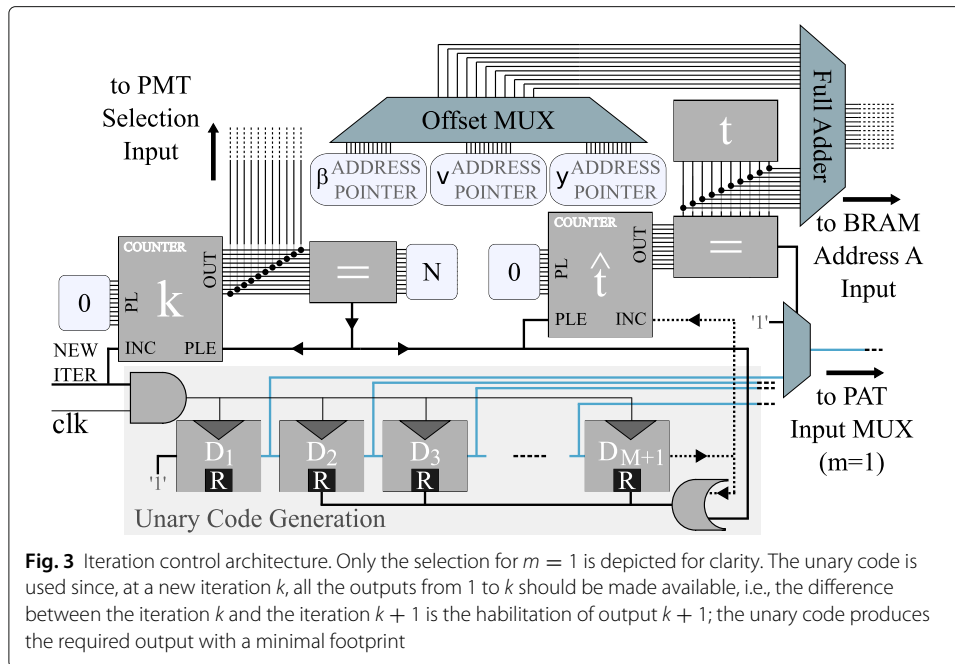 to PMT
Selection
Input
Offset MUX
Full Adder
t
β ADDRESS
POINTER
v ADDRESS
POINTER
y ADDRESS
POINTER
to BRAM
Address A
Input
COUNTER
0
PL
k
OUT
INC
PLE
=
N
COUNTER
0
PL
t̂
OUT
PLE
INC
=
'1'
NEW
ITER
clk
to PAT
Input MUX
(m=1)
'1'
D1
R
D2
R
D3
R
DM+1
R
Unary Code Generation
Fig. 3 Iteration control architecture. Only the selection for m = 1 is depicted for clarity. The unary code is
used since, at a new iteration k, all the outputs from 1 to k should be made available, i.e., the difference
between the iteration k and the iteration k + 1 is the habilitation of output k + 1; the unary code produces
the required output with a minimal footprint